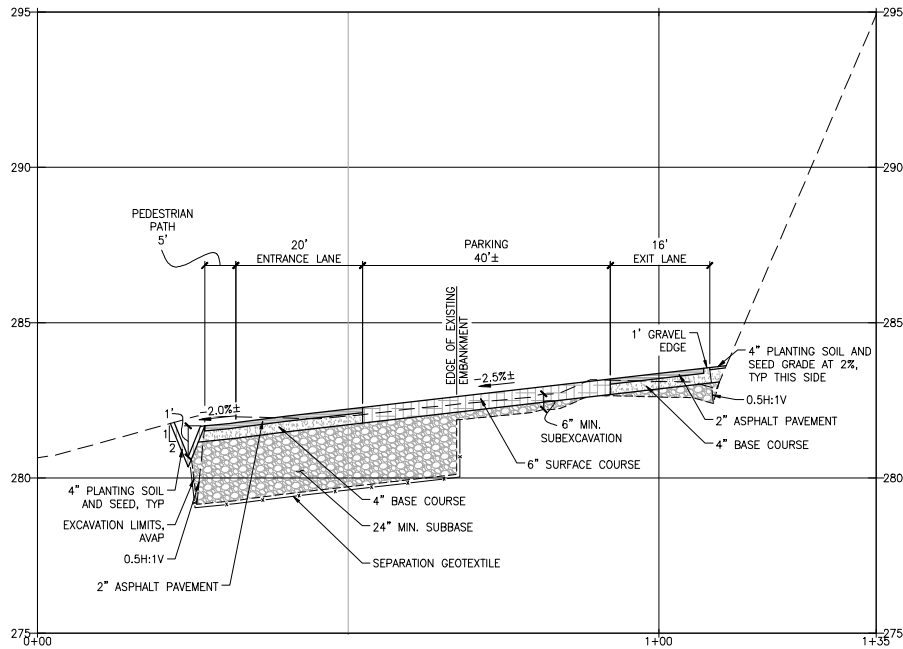 295
295
290
290
PEDESTRIAN
PATH
5'
20'
ENTRANCE LANE
PARKING
40'±
16'
EXIT LANE
285
285
EDGE OF EXISTING
EMBANKMENT
1' GRAVEL
EDGE
4" PLANTING SOIL AND
SEED GRADE AT 2%,
TYP THIS SIDE
-2.5%±
0.5H:1V
-2.0%±
1'
1
2
6" MIN.
SUBEXCAVATION
2" ASPHALT PAVEMENT
4" BASE COURSE
6" SURFACE COURSE
280
280
4" PLANTING SOIL
AND SEED, TYP
4" BASE COURSE
EXCAVATION LIMITS,
AVAP
24" MIN. SUBBASE
0.5H:1V
SEPARATION GEOTEXTILE
2" ASPHALT PAVEMENT
275
275
0+00
1+00
1+35